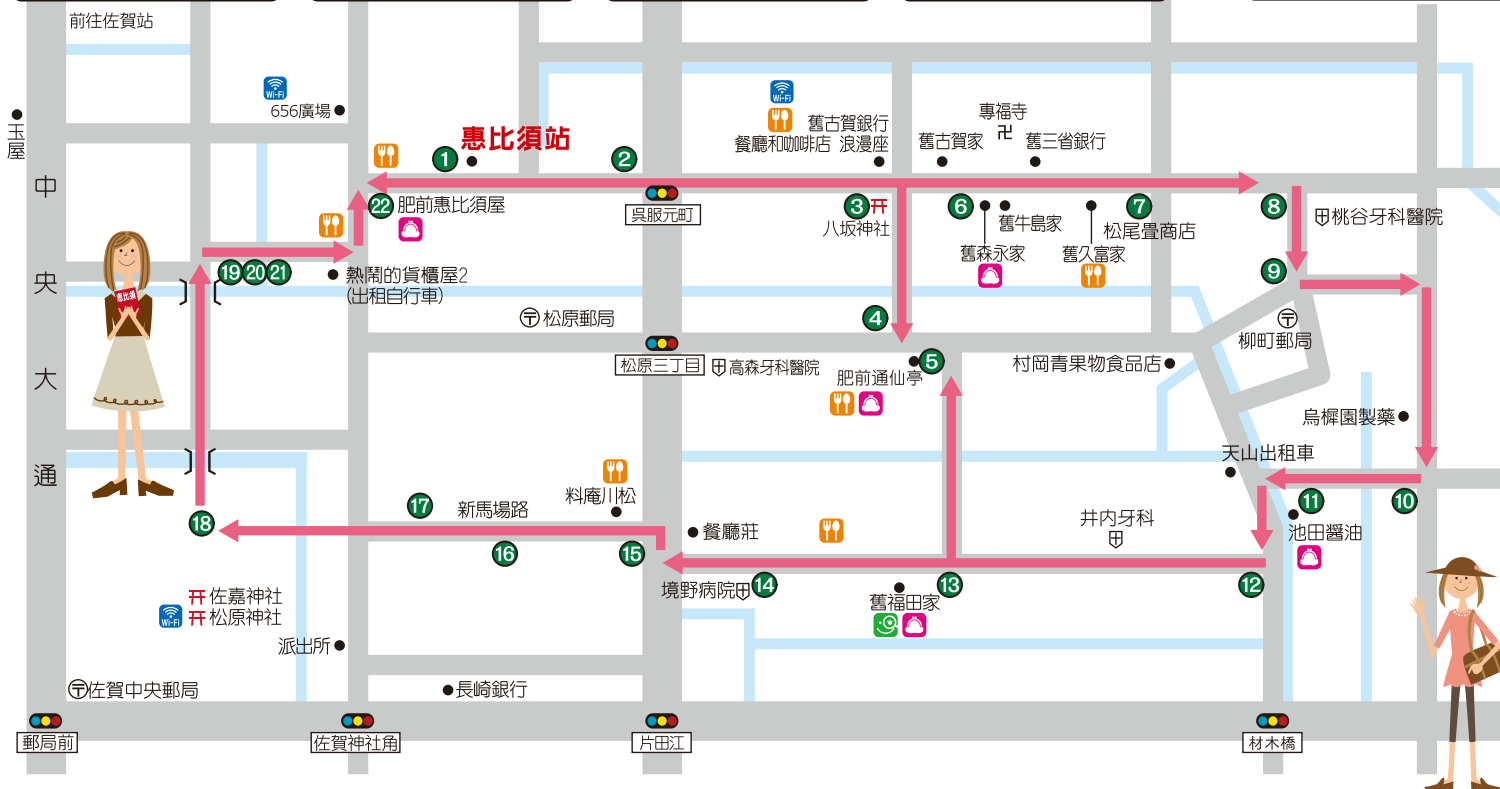 前往佐賀站
Wi-Fi
656廣場
玉屋
中央大通
惠比須站
1
2
Wi-Fi
舊古賀銀行
餐廳和咖啡店 浪漫座
舊古賀家
專福寺
卍
舊三省銀行
22
肥前惠比須屋
吳服元町
3
八坂神社
6
舊牛島家
舊森永家
舊久富家
7
松尾畳商店
8
桃谷牙科醫院
19
20
21
熱鬧的貨櫃屋2
(出租自行車)
惠比須
9
〒松原郵局
4
〒
柳町郵局
松原三丁目
高森牙科醫院
5
肥前通仙亭
村岡青果物食品店
烏犀園製藥
天山出租車
17
新馬場路
料庵川松
18
16
15
餐廳荘
井内牙科
11
10
池田醤油
境野病院
14
13
12
舊福田家
佐嘉神社
Wi-Fi
松原神社
派出所
〒佐賀中央郵局
長崎銀行
郵局前
佐賀神社角
片田江
材木橋